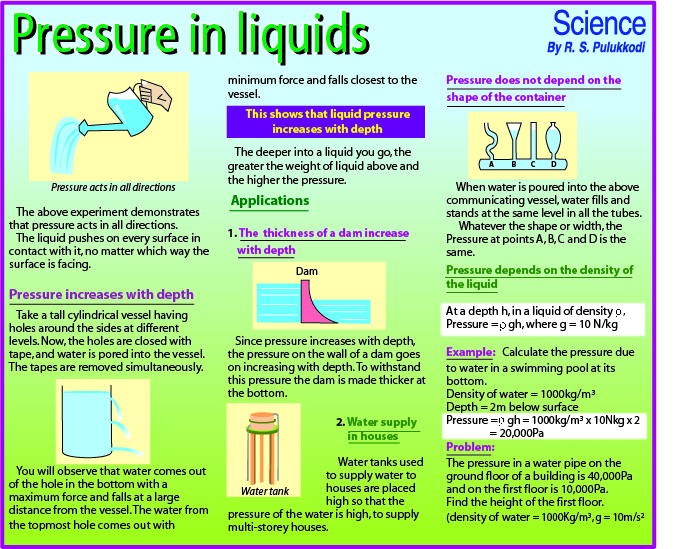 Pressure in liquids
Science
By R. S. Pulukkodi
Pressure acts in all directions
The above experiment demonstrates
that pressure acts in all directions.
The liquid pushes on every surface in
contact with it, no matter which way the
surface is facing.
Pressure increases with depth
Take a tall cylindrical vessel having
holes around the sides at different
levels. Now, the holes are closed with
tape, and water is pored into the vessel.
The tapes are removed simultaneously.
You will observe that water comes out
of the hole in the bottom with a
maximum force and falls at a large
distance from the vessel. The water from
the topmost hole comes out with
minimum force and falls closest to the
vessel.
This shows that liquid pressure
increases with depth
The deeper into a liquid you go, the
greater the weight of liquid above and
the higher the pressure.
Applications
1. The thickness of a dam increase
with depth
Dam
Since pressure increases with depth,
the pressure on the wall of a dam goes
on increasing with depth. To withstand
this pressure the dam is made thicker at
the bottom.
2. Water supply
in houses
Water tank
Water tanks used
to supply water to
houses are placed
high so that the
pressure of the water is high, to supply
multi-storey houses.
Pressure does not depend on the
shape of the container
A B C D
When water is poured into the above
communicating vessel, water fills and
stands at the same level in all the tubes.
Whatever the shape or width, the
Pressure at points A, B, C and D is the
same.
Pressure depends on the density of
the liquid
At a depth h, in a liquid of density ρ,
Pressure = ρ gh, where g = 10 N/kg
Example: Calculate the pressure due
to water in a swimming pool at its
bottom.
Density of water = 1000kg/m³
Depth = 2m below surface
Pressure = ρ gh = 1000kg/m³ x 10Nkg x 2
= 20,000Pa
Problem:
The pressure in a water pipe on the
ground floor of a building is 40,000Pa
and on the first floor is 10,000Pa.
Find the height of the first floor.
(density of water = 1000Kg/m³, g = 10m/s²